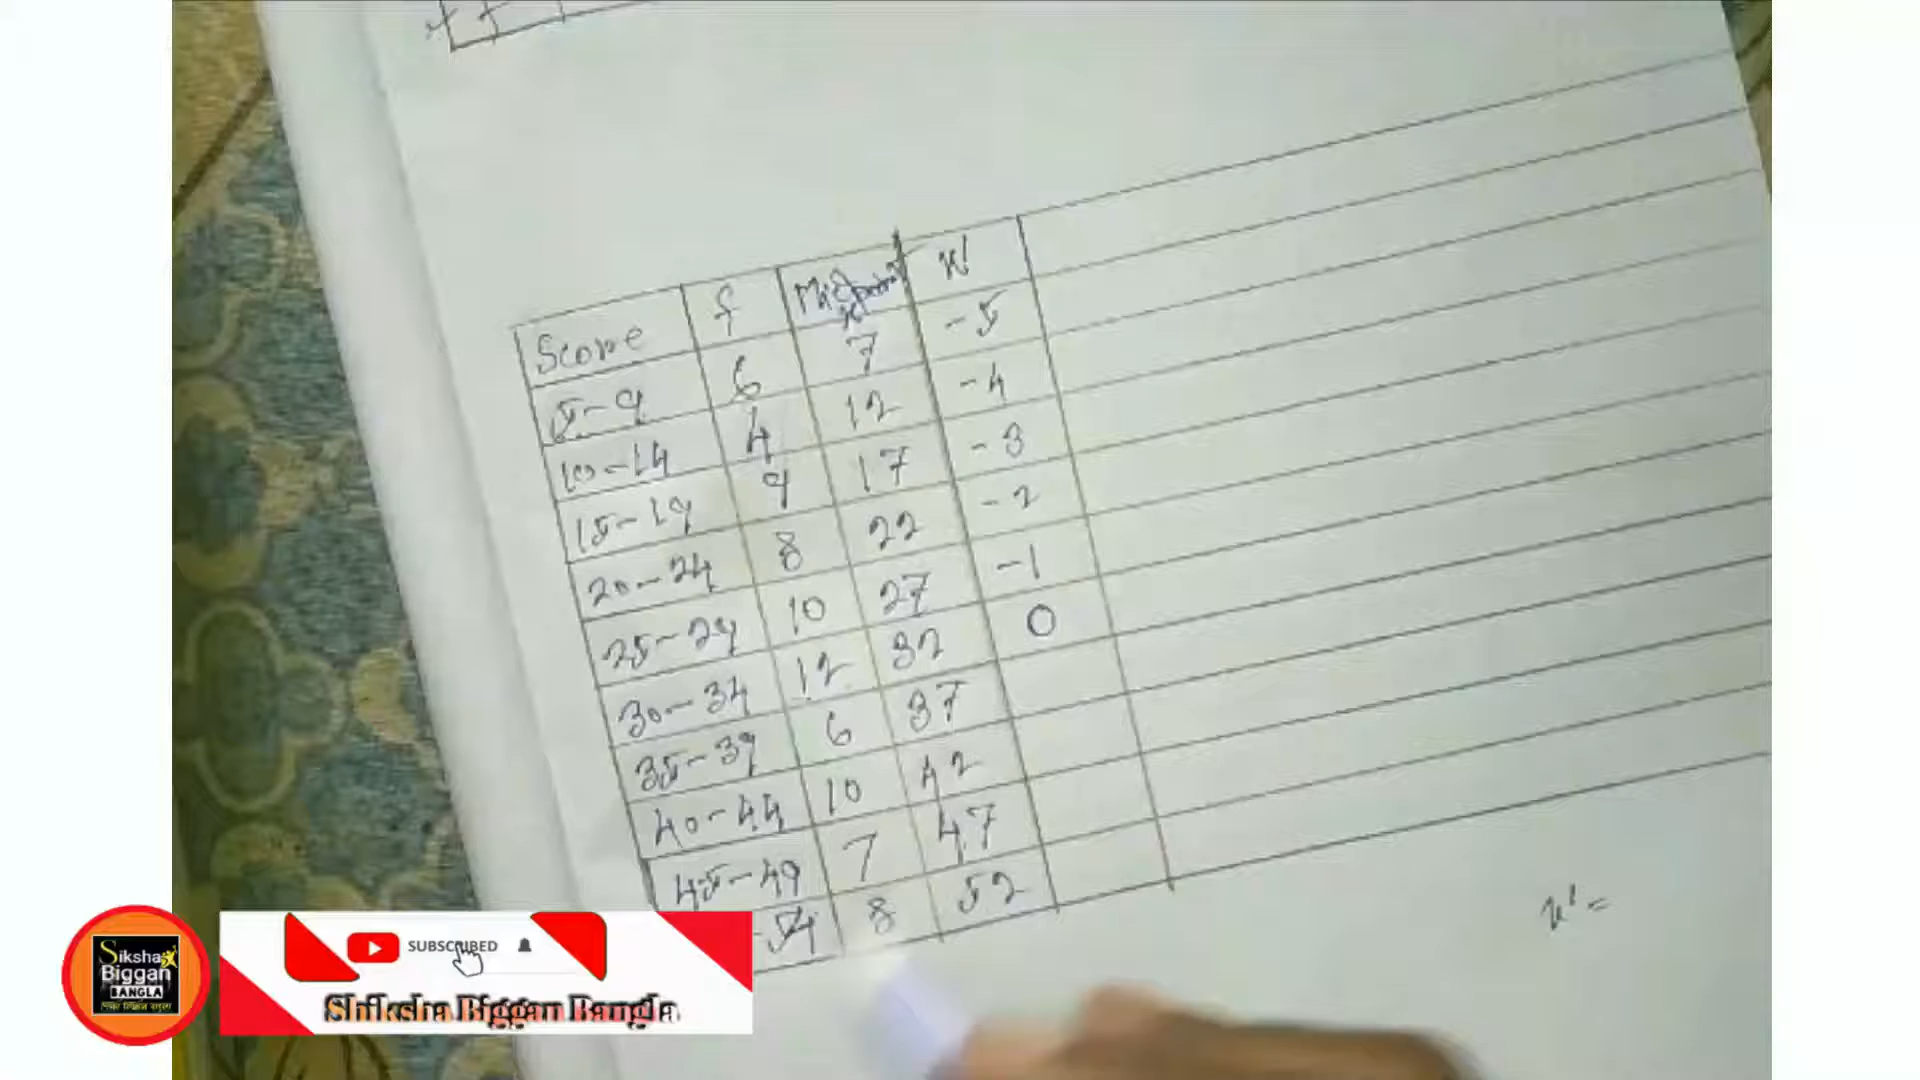 Score f Midpoint x x'
5-9 6 7 -5
10-14 4 12 -4
15-19 9 17 -3
20-24 8 22 -2
25-29 10 27 -1
30-34 12 32 0
35-39 6 37
40-44 10 42
45-49 7 47
-54 8 52
x' =
Siksha
Biggan
BANGLA
SUBSCRIBED
Shiksha Biggan Bangla